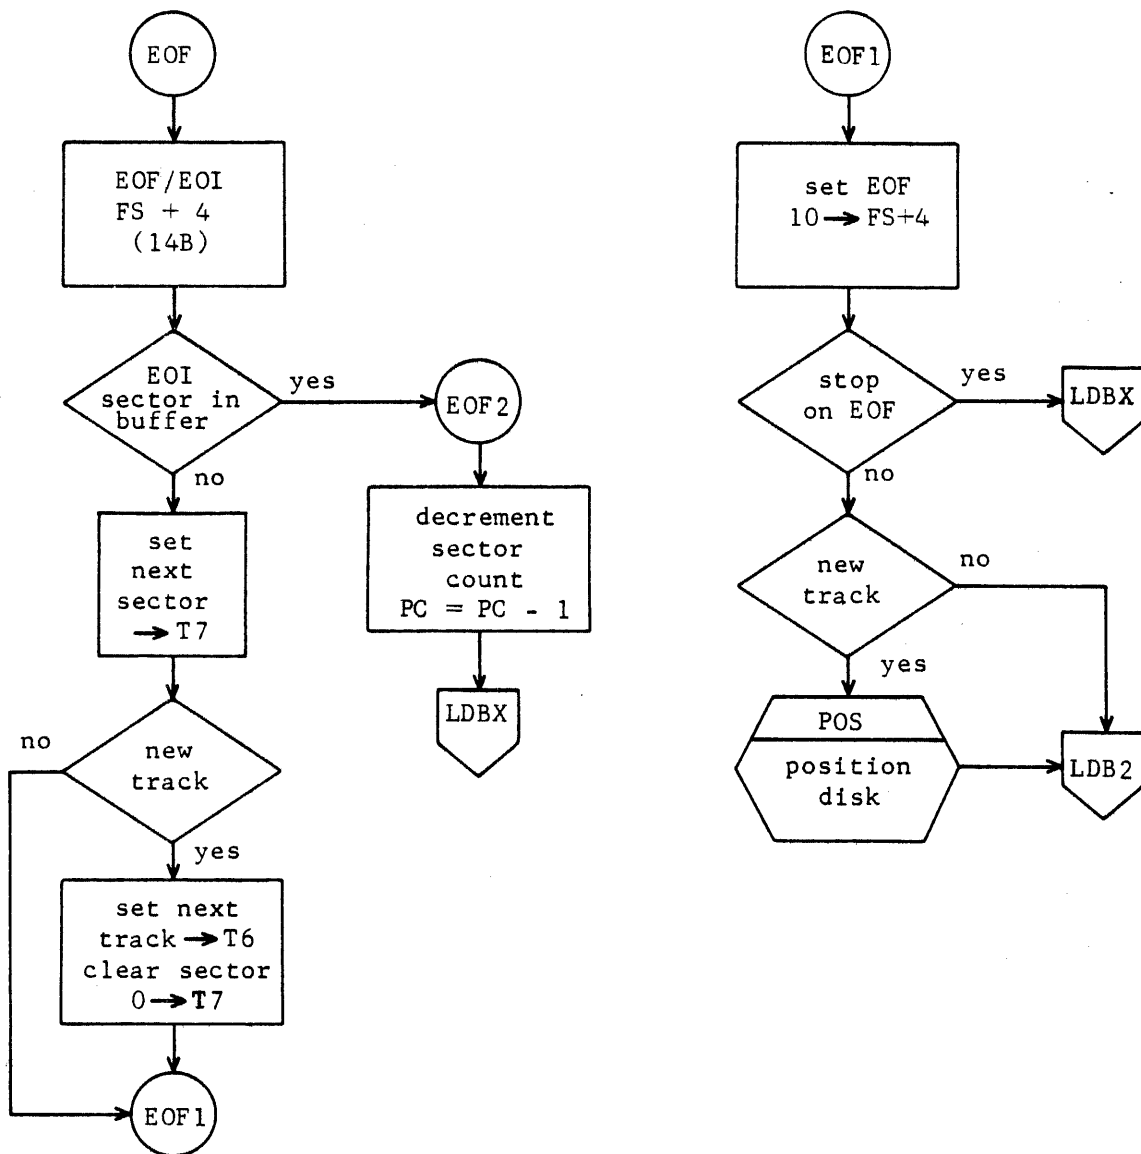 EOF
EOF/EOI
FS + 4
(14B)
EOI
sector in
buffer
yes
EOF2
no
set
next
sector
→ T7
decrement
sector
count
PC = PC - 1
LDBX
no
new
track
yes
set next
track → T6
clear sector
0 → T7
EOF1
EOF1
set EOF
10 → FS+4
stop
on EOF
yes
LDBX
no
new
track
no
yes
POS
position
disk
LDB2